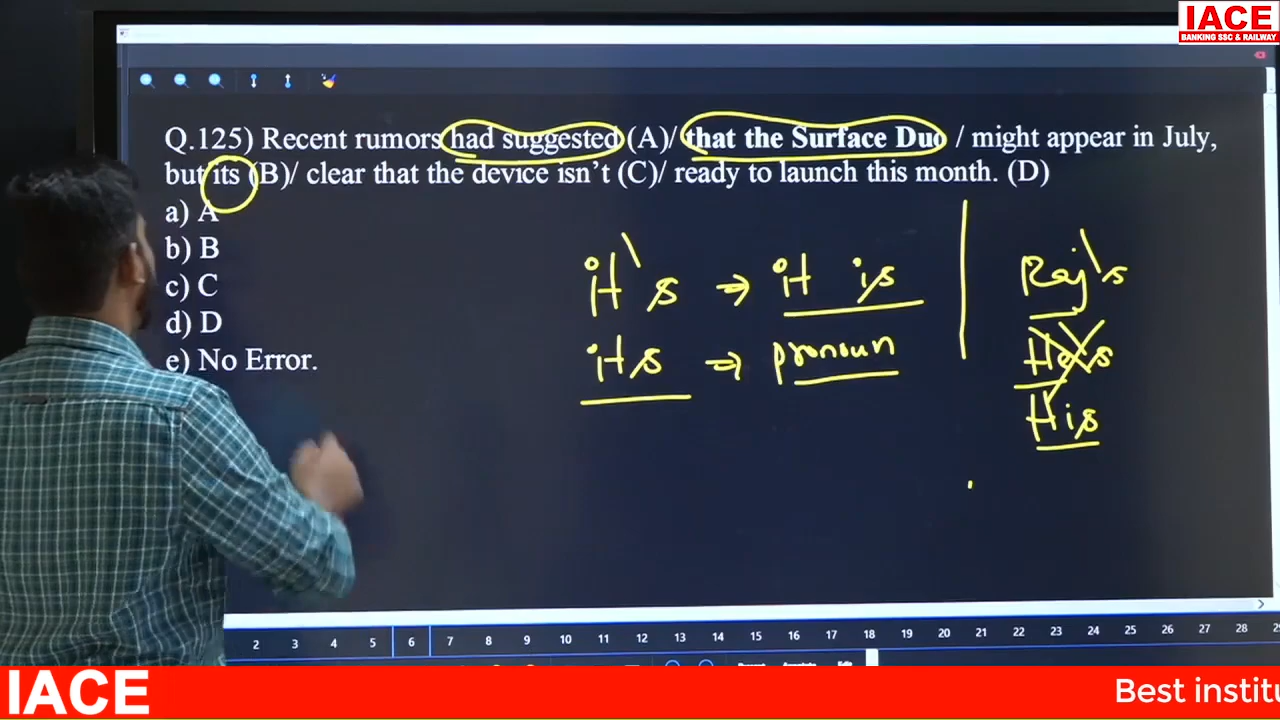 IACE
BANKING SSC & RAILWAY
Q.125) Recent rumors had suggested (A)/ that the Surface Duo / might appear in July,
but its (B)/ clear that the device isn't (C)/ ready to launch this month. (D)
a) A
b) B
c) C
d) D
e) No Error.
it's → it is
its → pronoun
Raj's
He's
His
2 3 4 5 6 7 8 9 10 11 12 13 14 15 16 17 18 19 20 21 22 23 24 25 26 27 28
IACE
Best institu